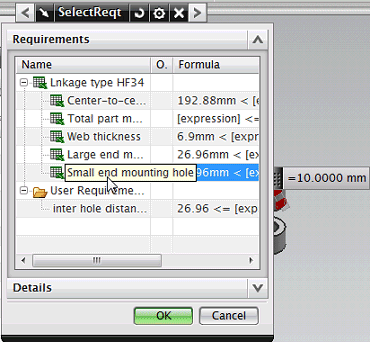 SelectReqt
Requirements
Name O. Formula
Lnkage type HF34
Center-to-ce... 192.88mm < [e
Total part m... [expression] <=
Web thickness 6.9mm < [expr
Large end m... 26.96mm < [ex
Small end mounting hole 96mm < [ex
User Requireme...
inter hole distan... 26.96 <= [exp
=10.0000 mm
Details
OK Cancel